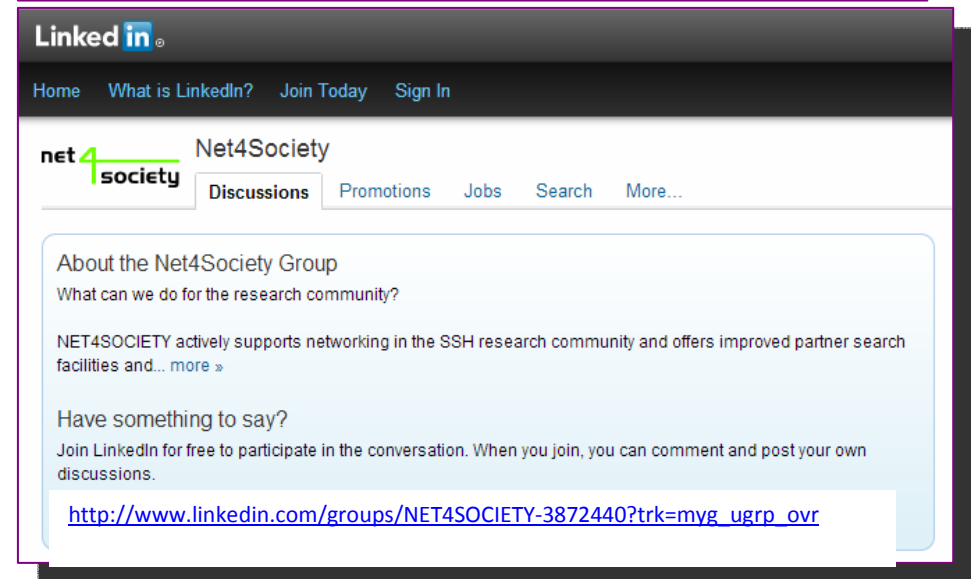 Linked in ®
Home What is LinkedIn? Join Today Sign In
net 4 society
Net4Society
Discussions Promotions Jobs Search More...
About the Net4Society Group
What can we do for the research community?
NET4SOCIETY actively supports networking in the SSH research community and offers improved partner search
facilities and... more »
Have something to say?
Join LinkedIn for free to participate in the conversation. When you join, you can comment and post your own
discussions.
http://www.linkedin.com/groups/NET4SOCIETY-3872440?trk=myg_ugrp_ovr